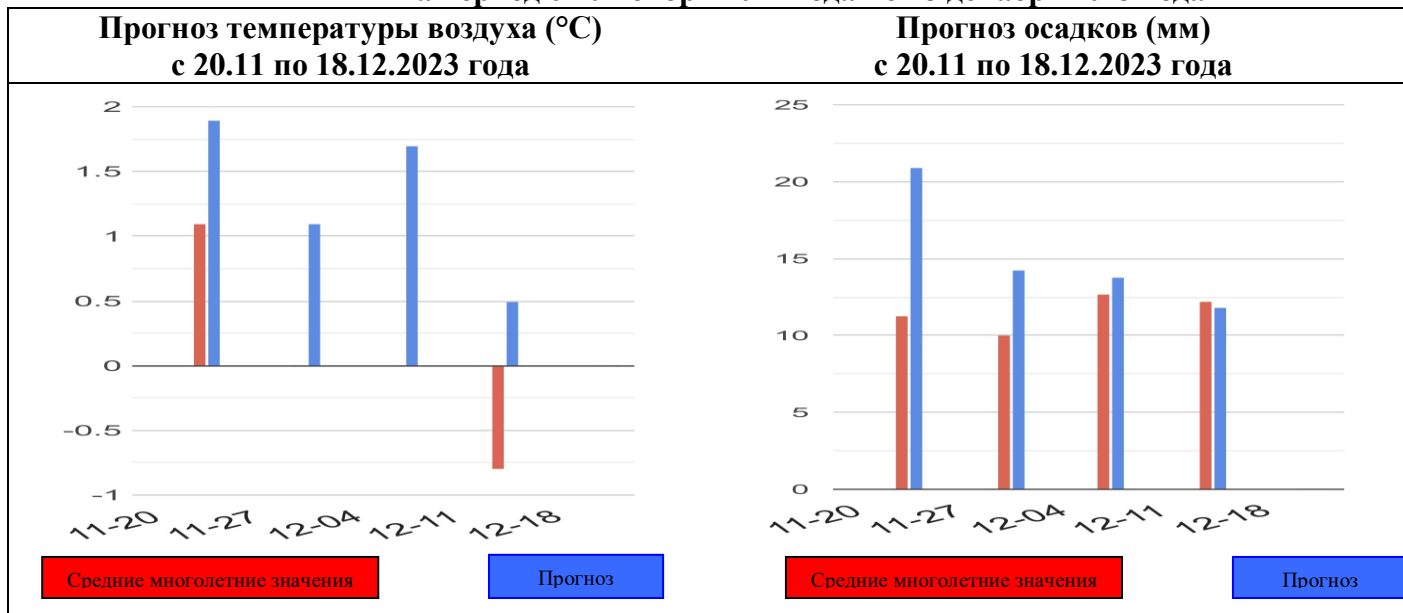 Прогноз температуры воздуха (°С)
с 20.11 по 18.12.2023 года
Прогноз осадков (мм)
с 20.11 по 18.12.2023 года
2
1.5
1
0.5
0
-0.5
-1
11-20
11-27
12-04
12-11
12-18
25
20
15
10
5
0
11-20
11-27
12-04
12-11
12-18
Средние многолетние значения
Прогноз
Средние многолетние значения
Прогноз